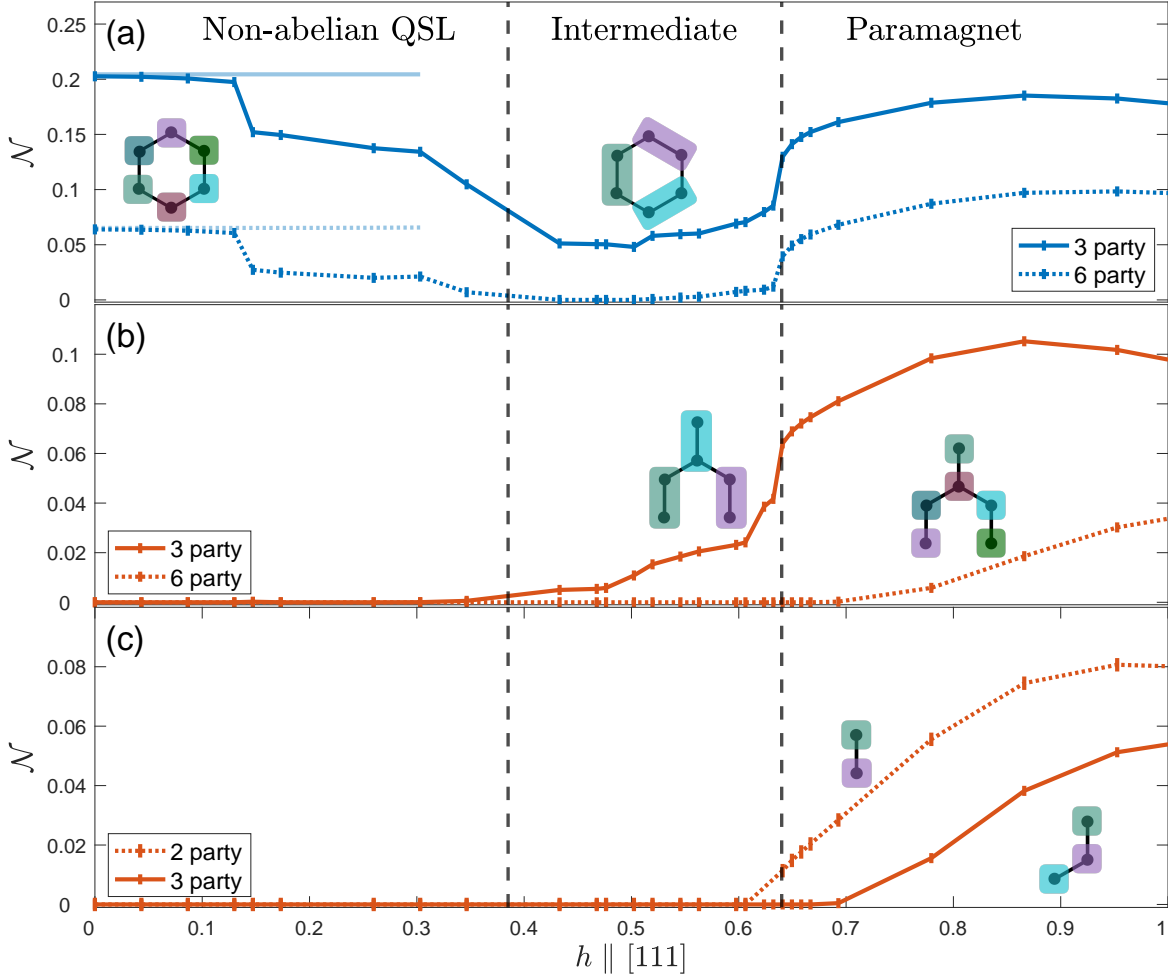 (a)
Non-abelian QSL
Intermediate
Paramagnet
0.25
0.2
0.15
0.1
0.05
0
𝒩
3 party
6 party
(b)
0.1
0.08
0.06
0.04
0.02
0
𝒩
3 party
6 party
(c)
0.08
0.06
0.04
0.02
0
𝒩
2 party
3 party
0 0.1 0.2 0.3 0.4 0.5 0.6 0.7 0.8 0.9 1
h ∥ [111]